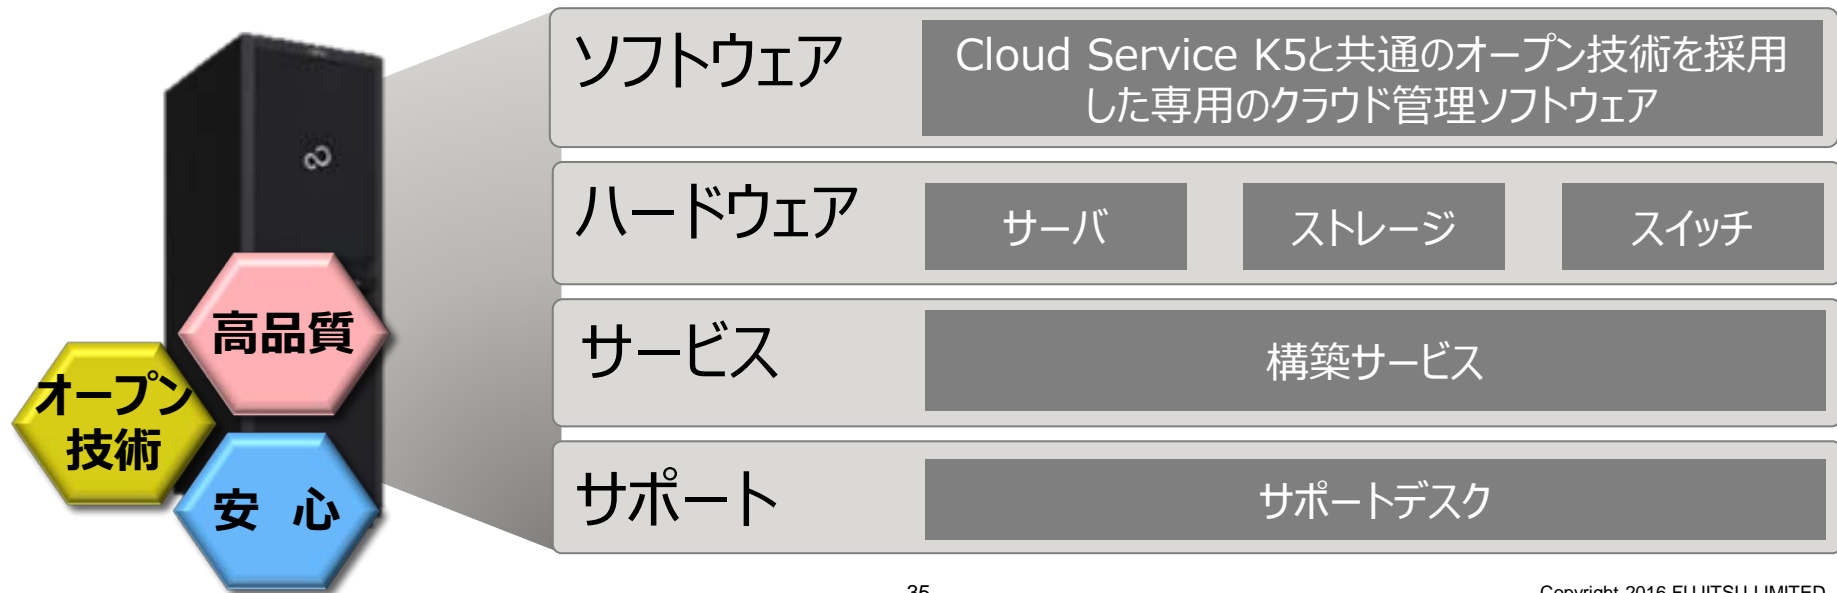 ソフトウェア
Cloud Service K5と共通のオープン技術を採用
した専用のクラウド管理ソフトウェア
ハードウェア
サーバ
ストレージ
スイッチ
サービス
構築サービス
サポート
サポートデスク
高品質
オープン
技術
安 心
35
Copyright 2016 FUJITSU LIMITED